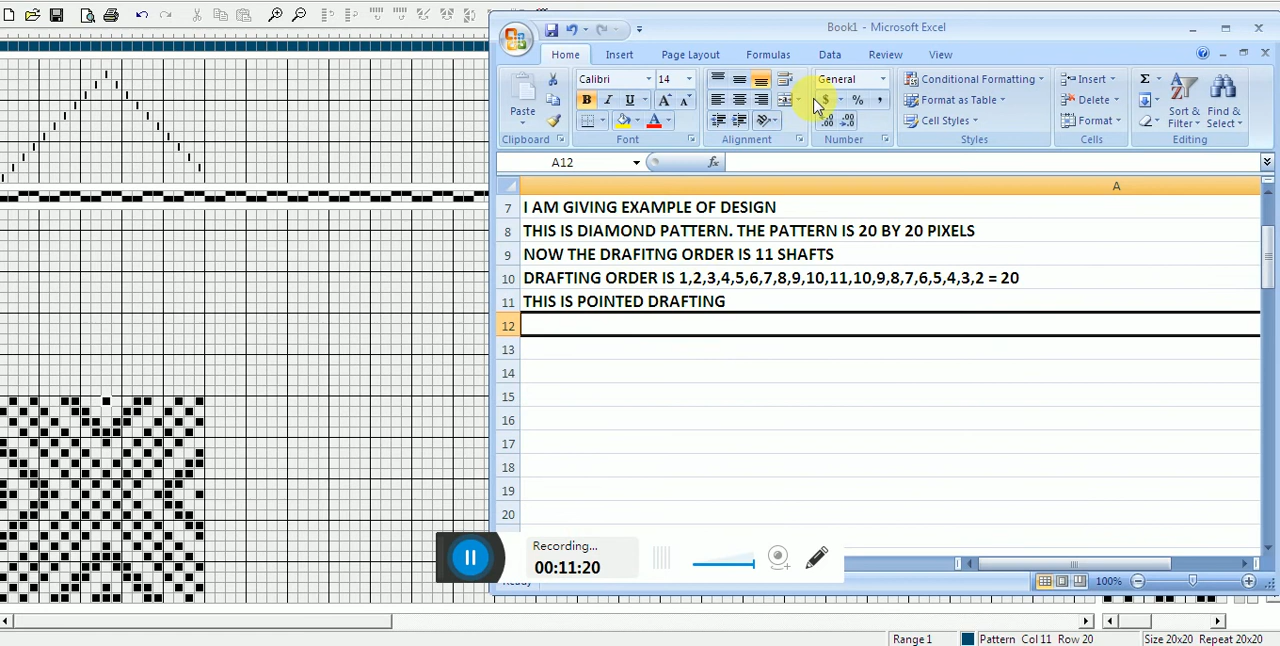 Book1 - Microsoft Excel
Home Insert Page Layout Formulas Data Review View
Paste
Calibri 14
B I U A A
General
$ % ,
Conditional Formatting
Format as Table
Cell Styles
Insert
Delete
Format
Σ
Sort & Filter
Find & Select
Clipboard Font Alignment Number Styles Cells Editing
A12 fx
A
7 I AM GIVING EXAMPLE OF DESIGN
8 THIS IS DIAMOND PATTERN. THE PATTERN IS 20 BY 20 PIXELS
9 NOW THE DRAFITNG ORDER IS 11 SHAFTS
10 DRAFTING ORDER IS 1,2,3,4,5,6,7,8,9,10,11,10,9,8,7,6,5,4,3,2 = 20
11 THIS IS POINTED DRAFTING
12
13
14
15
16
17
18
19
20
Recording...
00:11:20
100%
Range 1 Pattern Col 11 Row 20 Size 20x20 Repeat 20x20